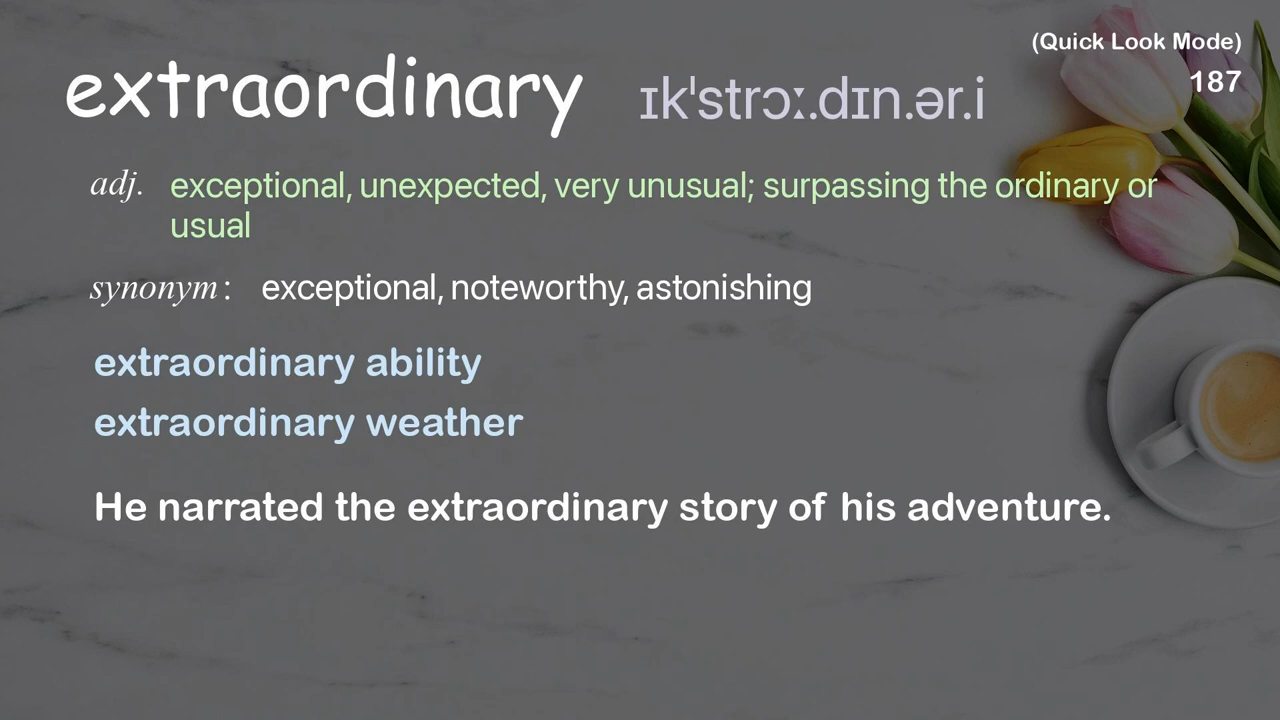 (Quick Look Mode)
187
extraordinary ɪkˈstrɔː.dɪn.ər.i
adj. exceptional, unexpected, very unusual; surpassing the ordinary or
usual
synonym: exceptional, noteworthy, astonishing
extraordinary ability
extraordinary weather
He narrated the extraordinary story of his adventure.